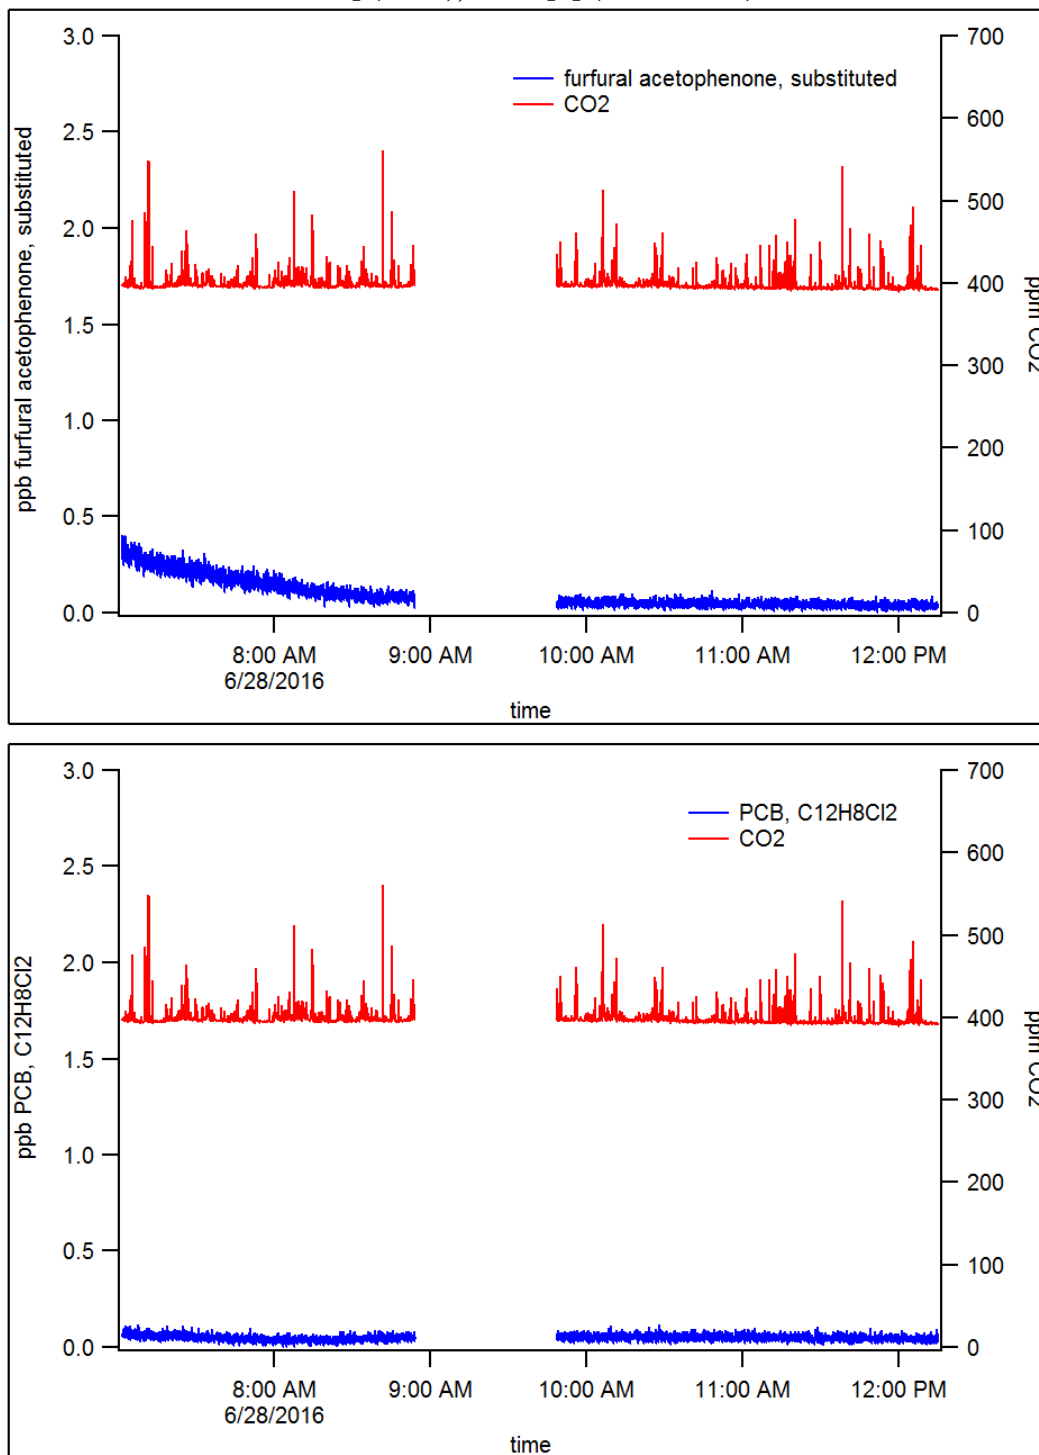 3.0
2.5
2.0
1.5
1.0
0.5
0.0
ppb furfural acetophenone, substituted
furfural acetophenone, substituted
CO2
700
600
500
400
300
200
100
0
ppm CO2
8:00 AM
9:00 AM
10:00 AM
11:00 AM
12:00 PM
6/28/2016
time
3.0
2.5
2.0
1.5
1.0
0.5
0.0
ppb PCB, C12H8Cl2
PCB, C12H8Cl2
CO2
700
600
500
400
300
200
100
0
ppm CO2
8:00 AM
9:00 AM
10:00 AM
11:00 AM
12:00 PM
6/28/2016
time